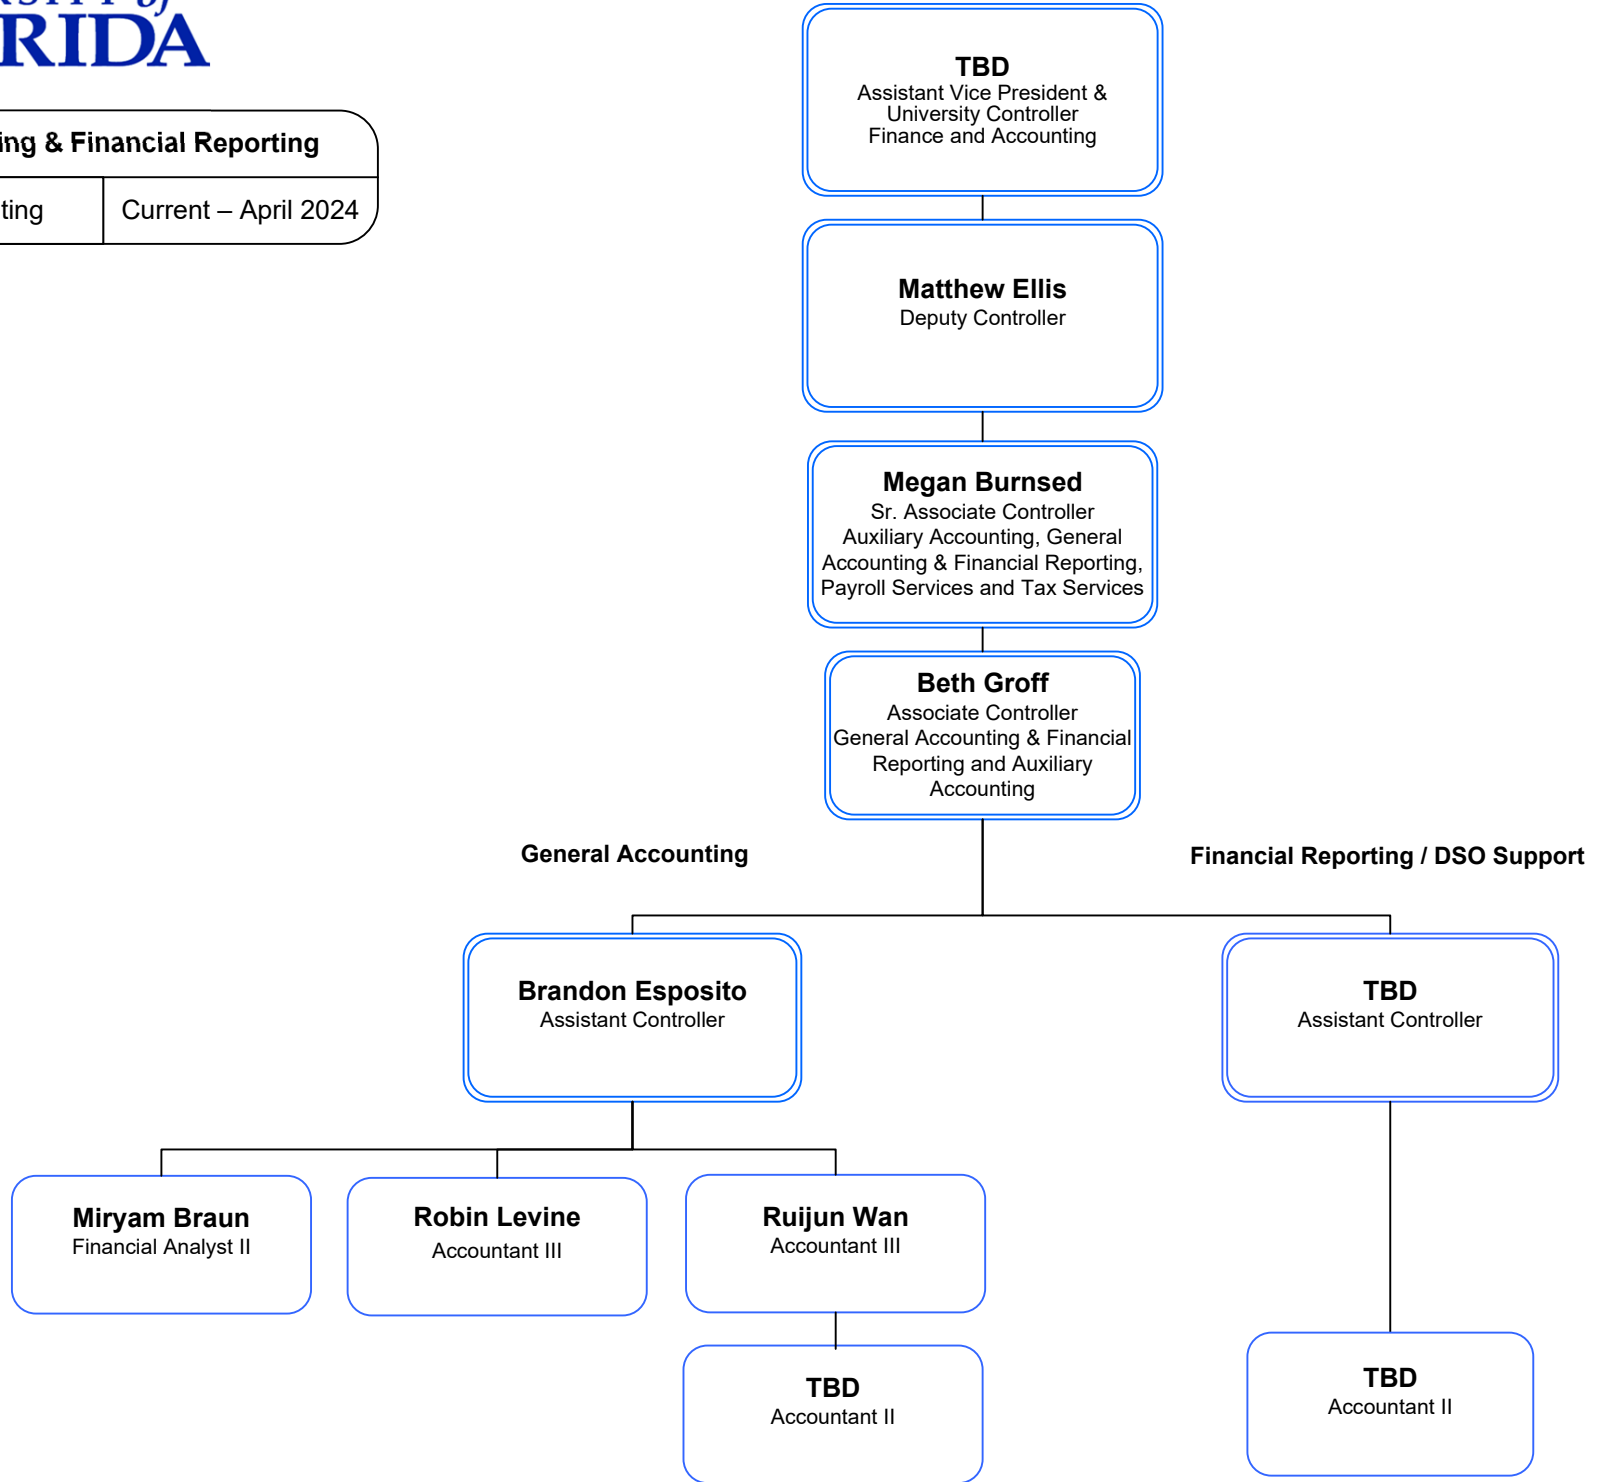 RIDA
& Financial Reporting
Current – April 2024
TBD
Assistant Vice President &
University Controller
Finance and Accounting
Matthew Ellis
Deputy Controller
Megan Burnsed
Sr. Associate Controller
Auxiliary Accounting, General
Accounting & Financial Reporting,
Payroll Services and Tax Services
Beth Groff
Associate Controller
General Accounting & Financial
Reporting and Auxiliary
Accounting
General Accounting
Financial Reporting / DSO Support
Brandon Esposito
Assistant Controller
TBD
Assistant Controller
Miryam Braun
Financial Analyst II
Robin Levine
Accountant III
Ruijun Wan
Accountant III
TBD
Accountant II
TBD
Accountant II